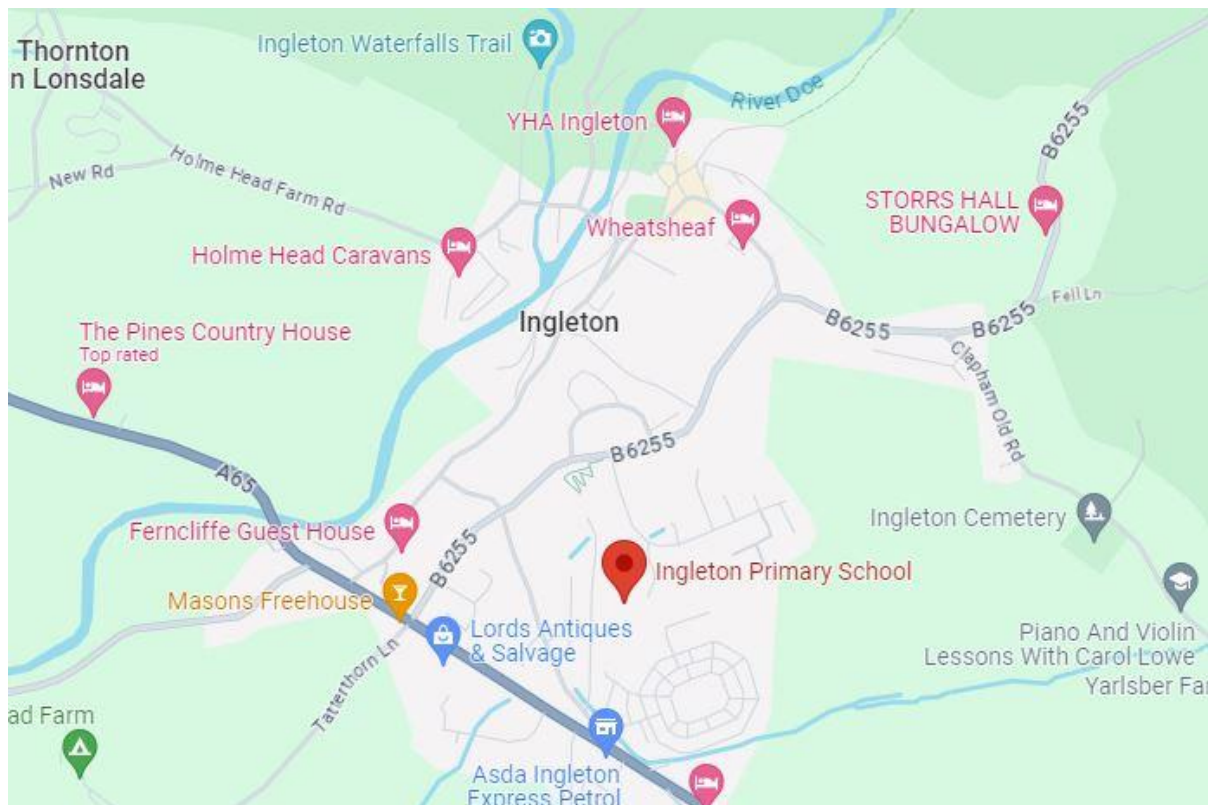 Thornton
n Lonsdale
Ingleton Waterfalls Trail
River Doe
B6255
YHA Ingleton
New Rd
Holme Head Farm Rd
STORRS HALL
BUNGALOW
Wheatsheaf
Holme Head Caravans
Fell Ln
Ingleton
B6255
B6255
The Pines Country House
Top rated
Clapham Old Rd
B6255
A65
Ingleton Cemetery
Ferncliffe Guest House
B6255
Ingleton Primary School
Masons Freehouse
Lords Antiques
& Salvage
Piano And Violin
Lessons With Carol Lowe
Tatterthorn Ln
Yarlsber Far
ad Farm
Asda Ingleton
Express Petrol